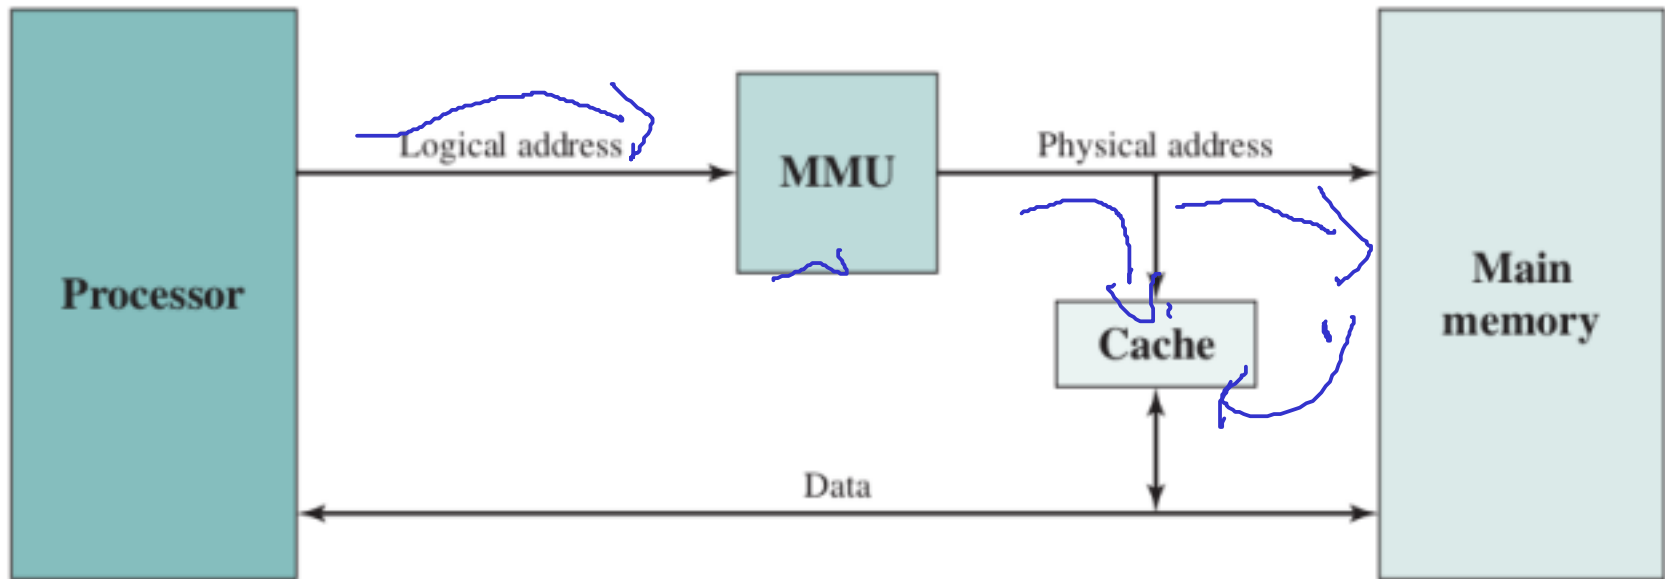 Logical address
MMU
Physical address
Processor
Main
memory
Cache
Data